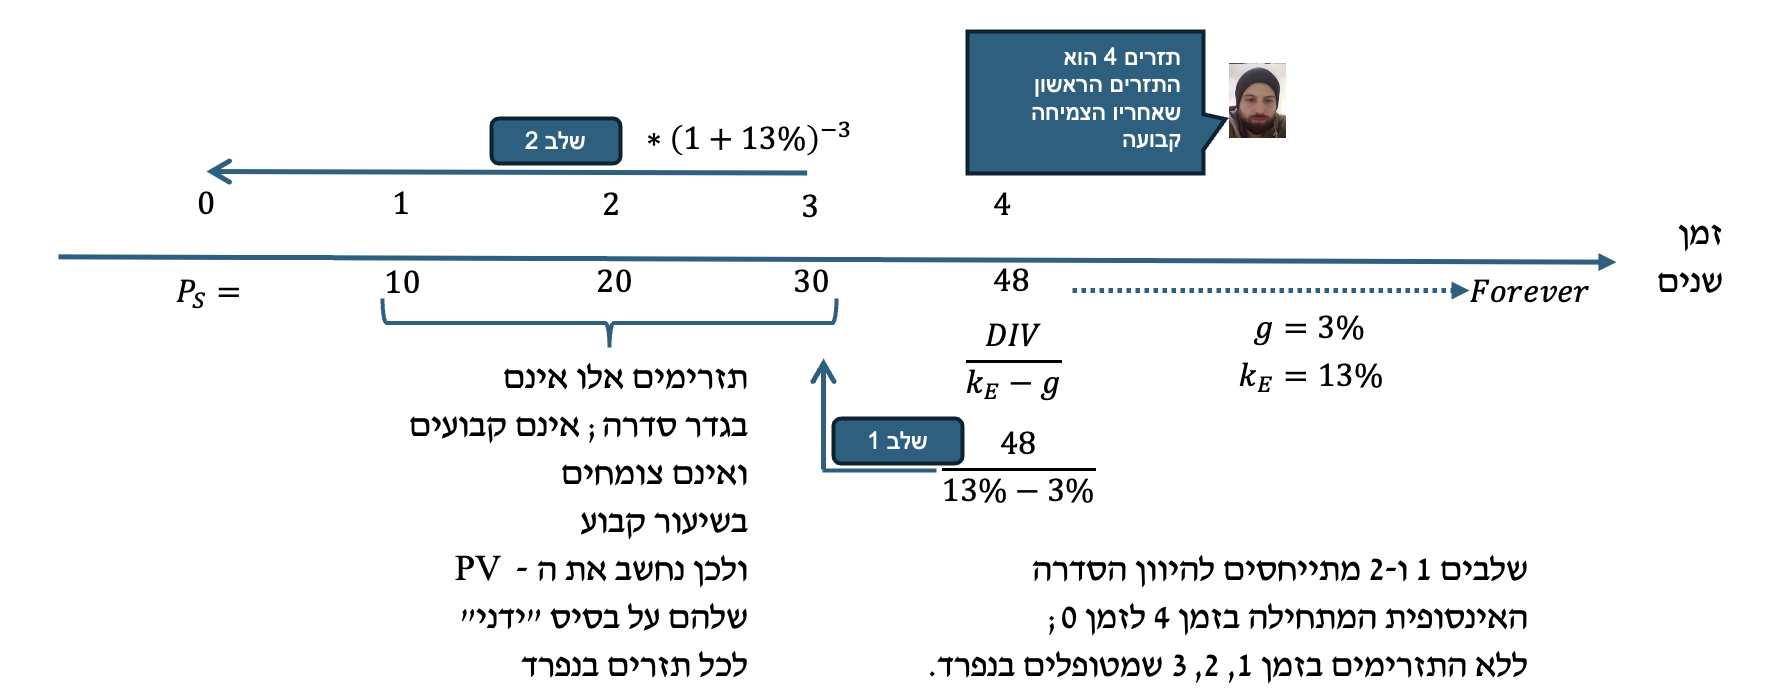 תזרים 4 הוא
התזרים הראשון
שאחריו הצמיחה
קבועה
שלב 2
∗ (1 + 13%)⁻³
0 1 2 3 4
זמן
שנים
P_S =
10 20 30 48
Forever
g = 3%
k_E = 13%
DIV
k_E − g
שלב 1
48
13% − 3%
תזרימים אלו אינם
בגדר סדרה; אינם קבועים
ואינם צומחים
בשיעור קבוע
ולכן נחשב את ה - PV
שלהם על בסיס "ידני"
לכל תזרים בנפרד
שלבים 1 ו-2 מתייחסים להיוון הסדרה
האינסופית המתחילה בזמן 4 לזמן 0;
ללא התזרימים בזמן 1, 2, 3 שמטופלים בנפרד.